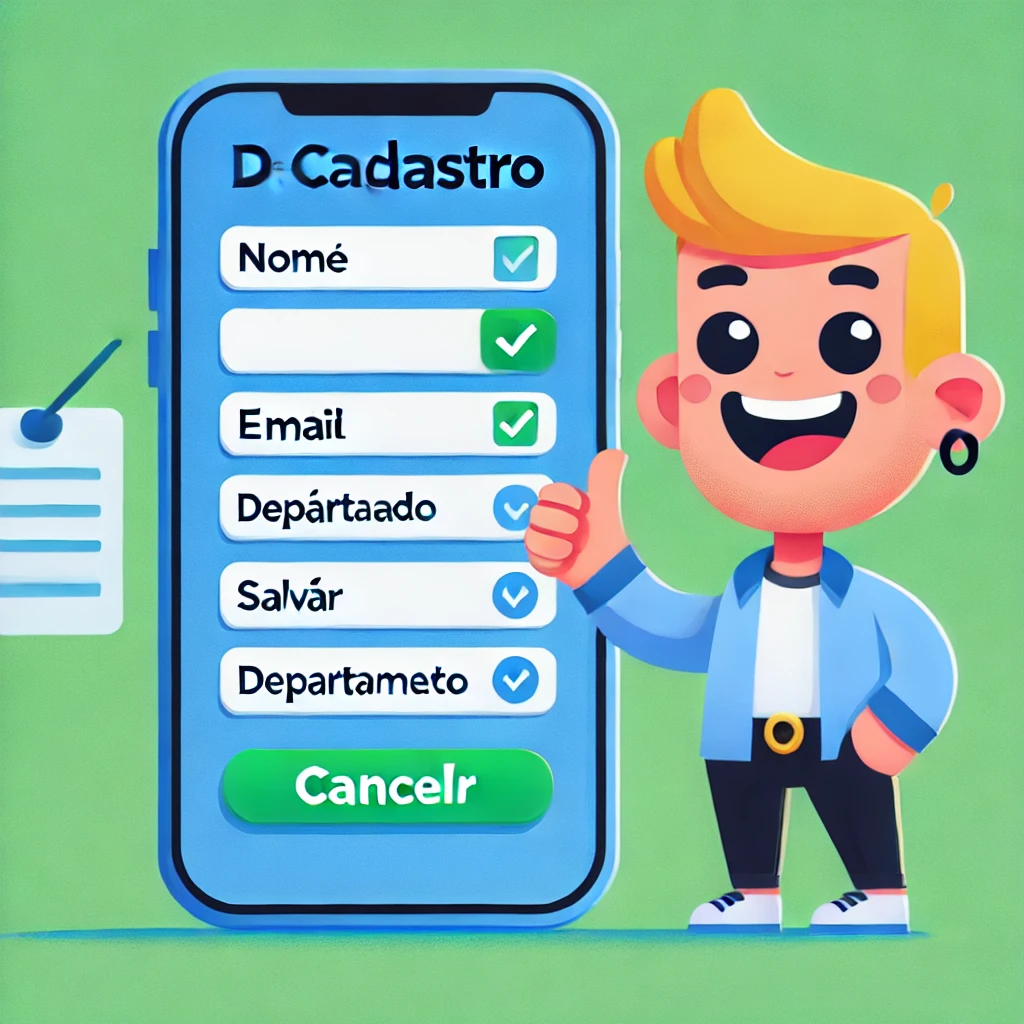 D- Cadastro
Nomé
Email
Depártaado
Salvár
Departameto
Cancelr